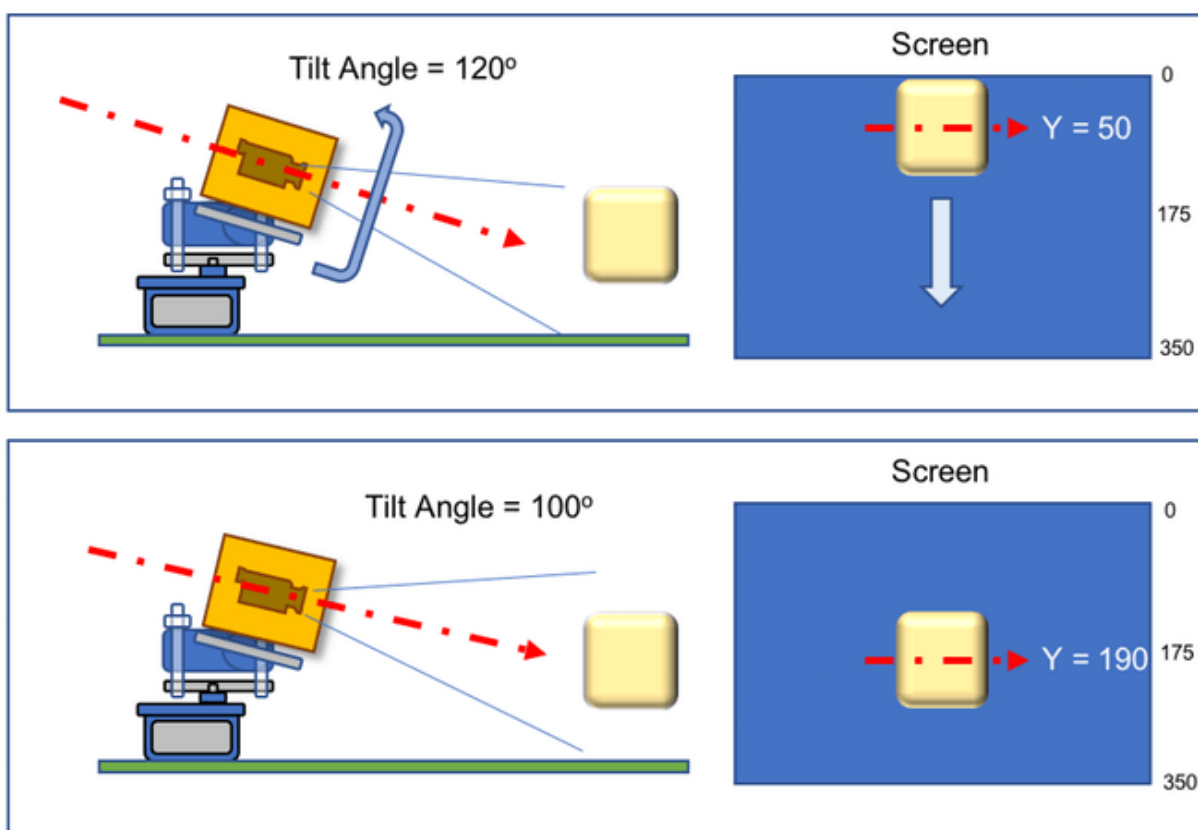 Screen
Tilt Angle = 120º
0
Y = 50
175
350
Screen
Tilt Angle = 100º
0
175
Y = 190
350